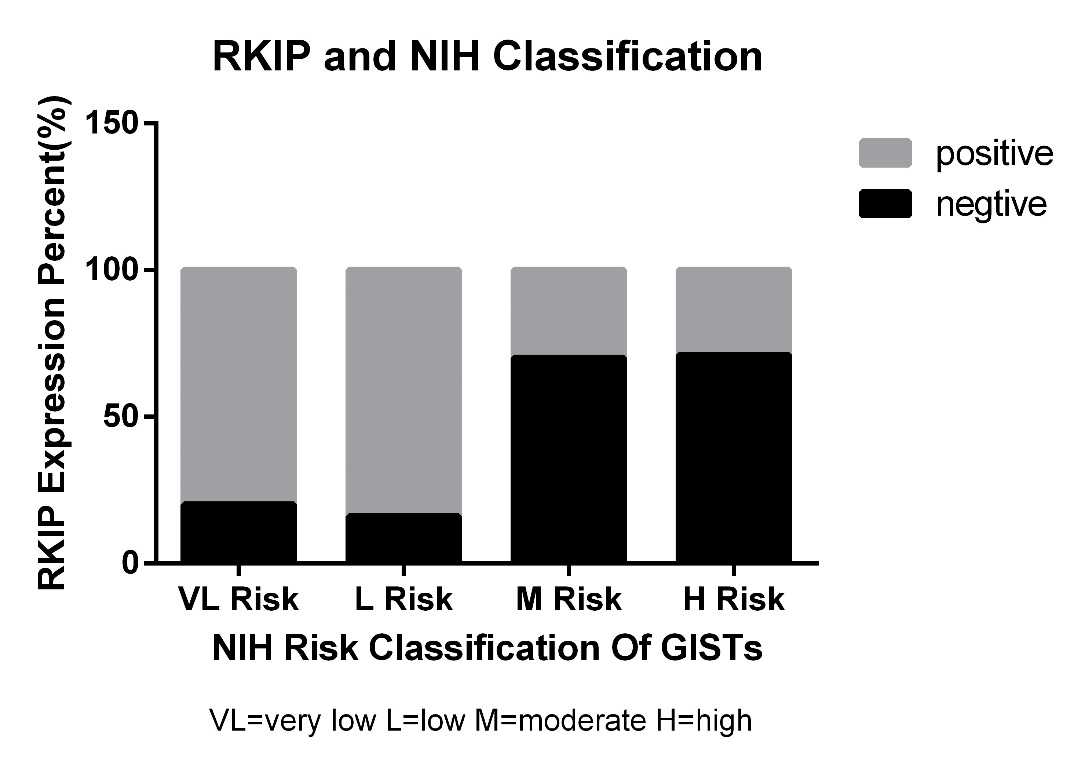 RKIP and NIH Classification
RKIP Expression Percent(%)
150
100
50
0
positive
negtive
VL Risk L Risk M Risk H Risk
NIH Risk Classification Of GISTs
VL=very low L=low M=moderate H=high